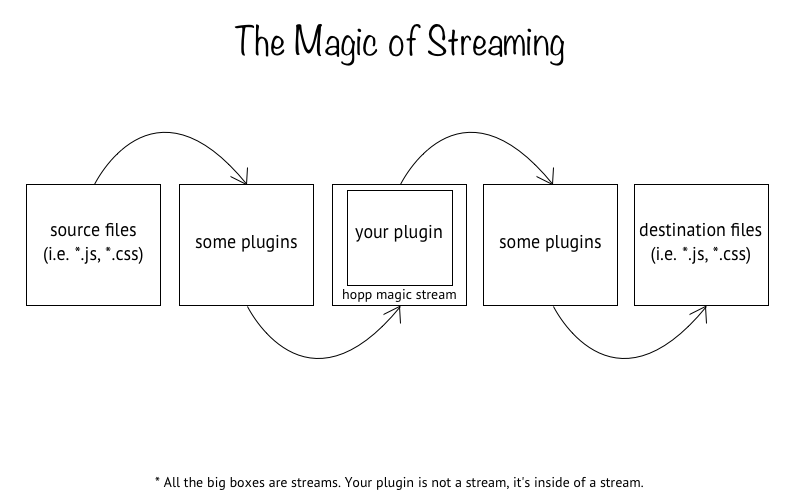 The Magic of Streaming
source files
(i.e. *.js, *.css)
some plugins
your plugin
hopp magic stream
some plugins
destination files
(i.e. *.js, *.css)
* All the big boxes are streams. Your plugin is not a stream, it's inside of a stream.